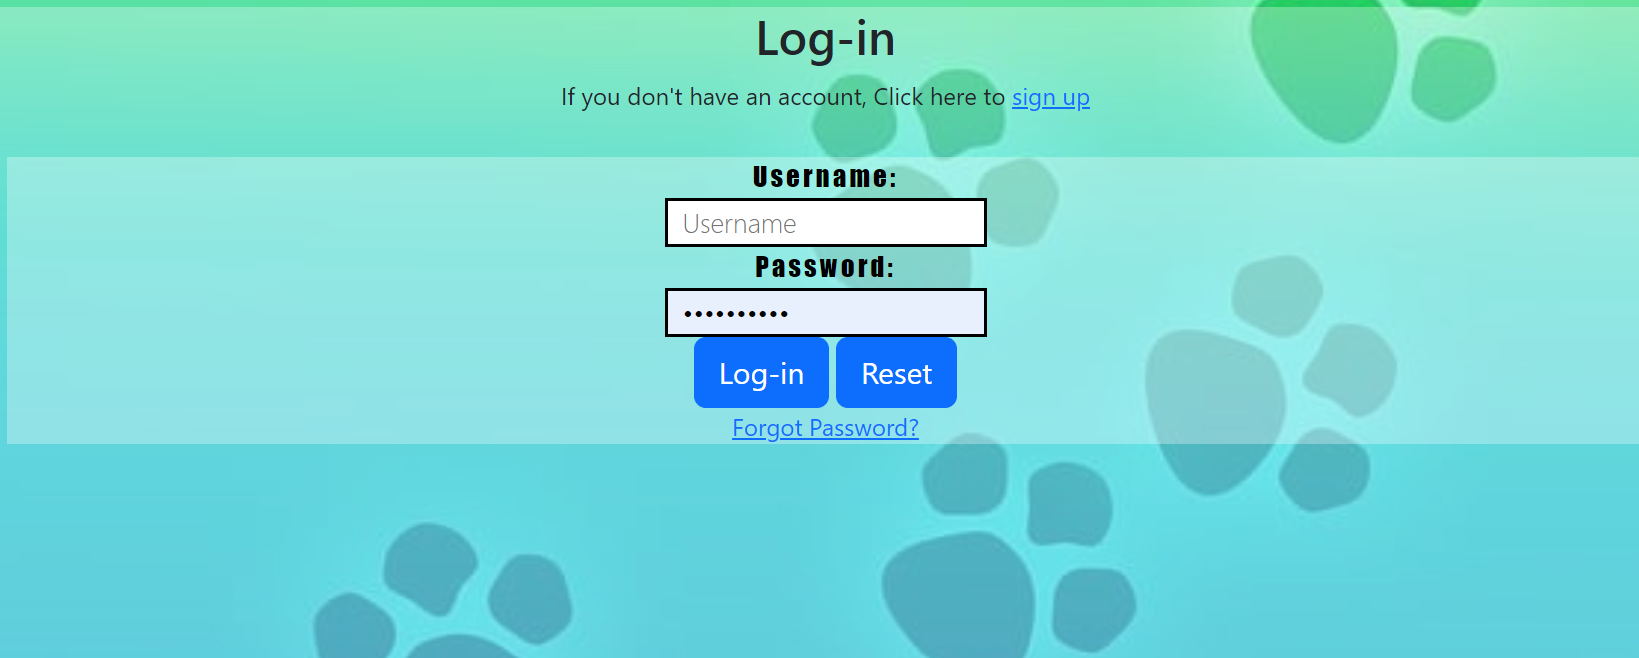 Log-in
If you don't have an account, Click here to sign up
Username:
Username
Password:
••••••••••
Log-in Reset
Forgot Password?